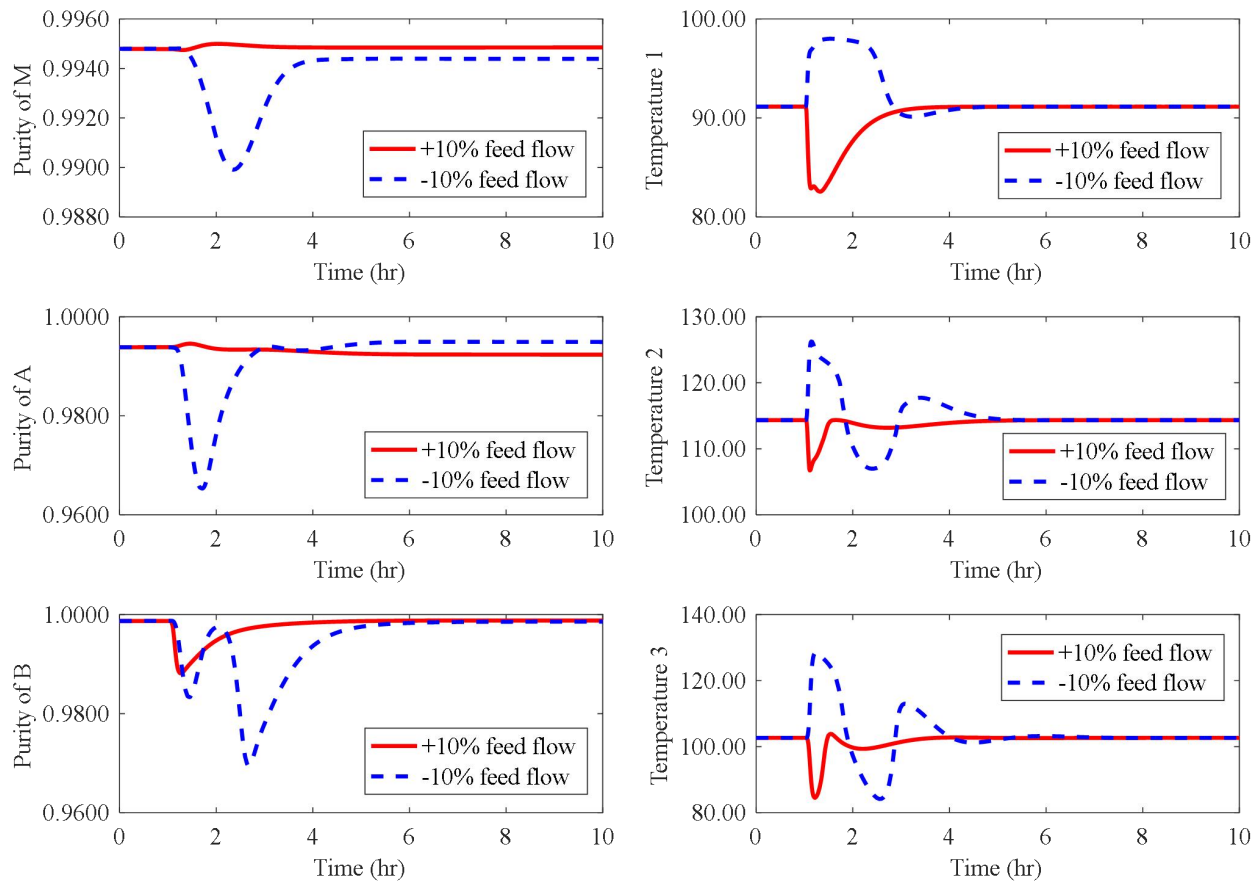 Purity of M
0.9960
0.9940
0.9920
0.9900
0.9880
+10% feed flow
-10% feed flow
0 2 4 6 8 10
Time (hr)
Temperature 1
100.00
90.00
80.00
+10% feed flow
-10% feed flow
0 2 4 6 8 10
Time (hr)
Purity of A
1.0000
0.9800
0.9600
+10% feed flow
-10% feed flow
0 2 4 6 8 10
Time (hr)
Temperature 2
130.00
120.00
110.00
100.00
+10% feed flow
-10% feed flow
0 2 4 6 8 10
Time (hr)
Purity of B
1.0000
0.9800
0.9600
+10% feed flow
-10% feed flow
0 2 4 6 8 10
Time (hr)
Temperature 3
140.00
120.00
100.00
80.00
+10% feed flow
-10% feed flow
0 2 4 6 8 10
Time (hr)